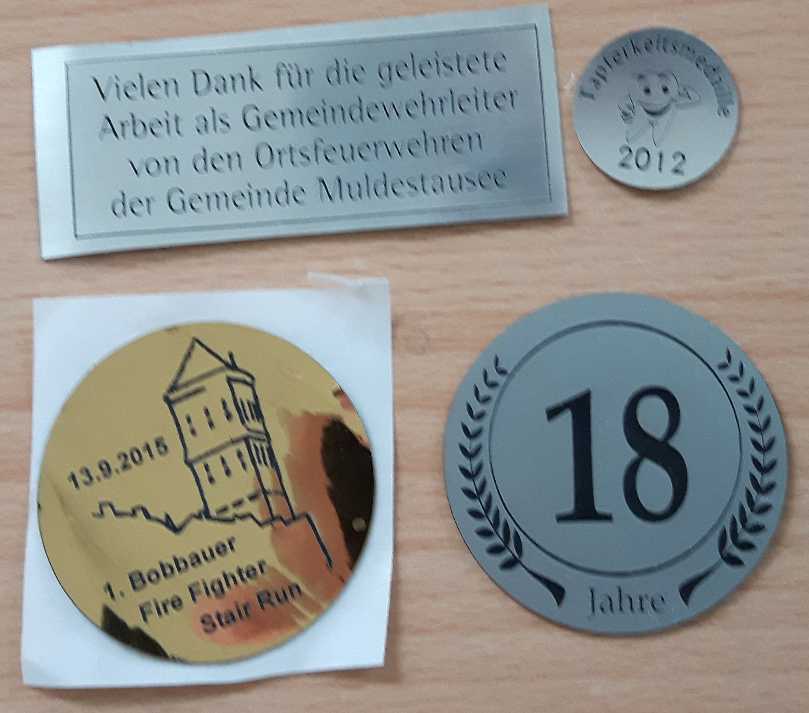 Vielen Dank für die geleistete
Arbeit als Gemeindewehrleiter
von den Ortsfeuerwehren
der Gemeinde Muldestausee
Tapferkeitsmedaille
2012
13.9.2015
1. Bobbauer
Fire Fighter
Stair Run
18
Jahre